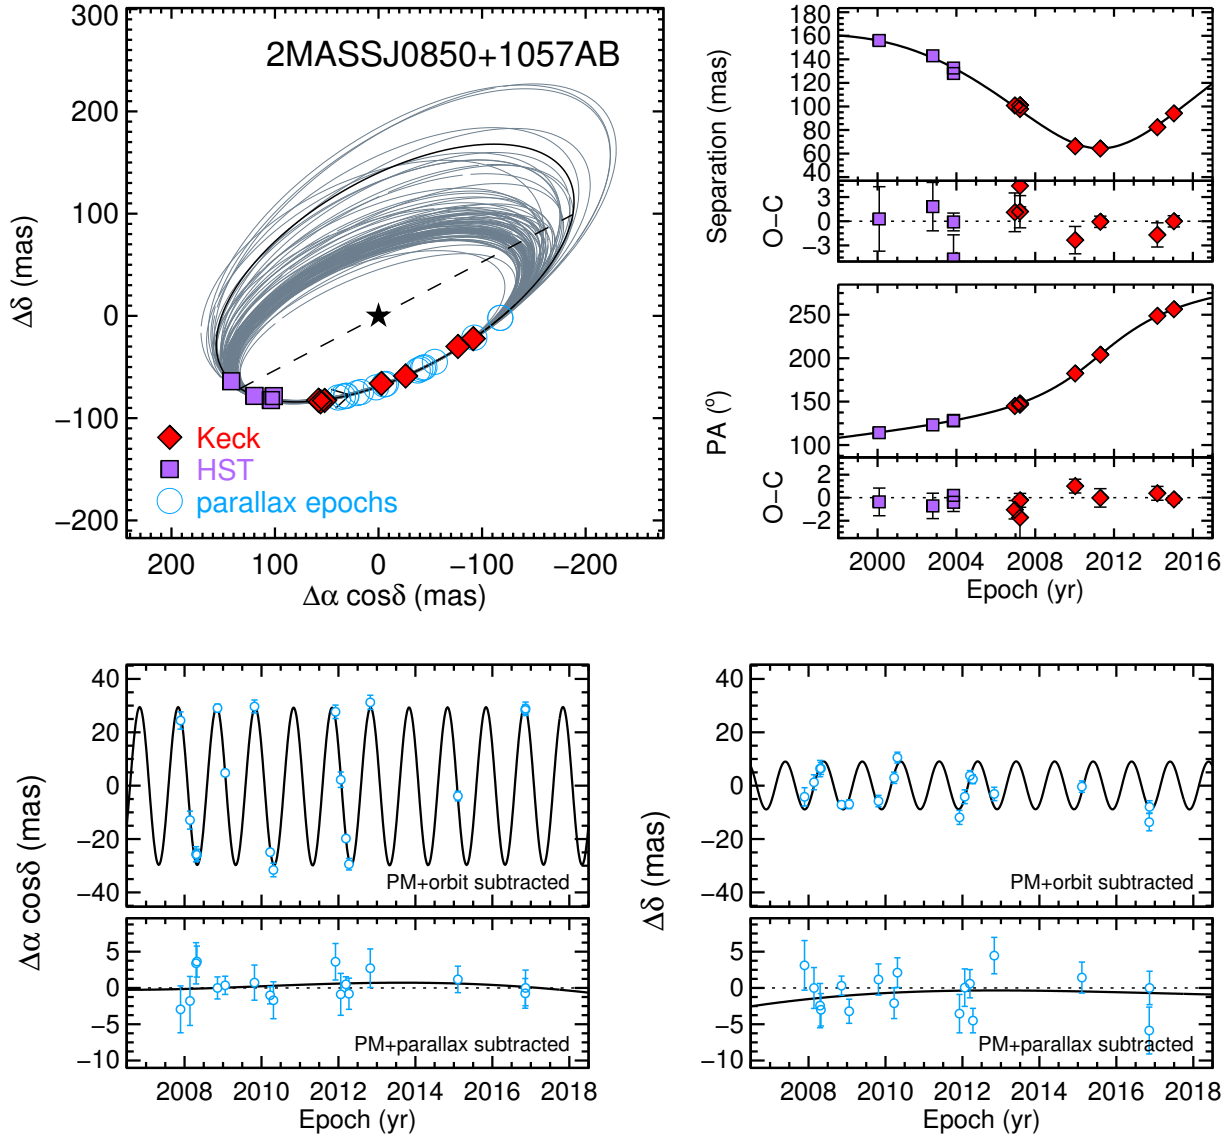 2MASSJ0850+1057AB
300
200
100
0
−100
−200
Δδ (mas)
Keck
HST
parallax epochs
200 100 0 −100 −200
Δα cosδ (mas)
180
160
140
120
100
80
60
40
Separation (mas)
3
0
−3
O−C
250
200
150
100
PA (°)
2
0
−2
O−C
2000 2004 2008 2012 2016
Epoch (yr)
40
20
0
−20
−40
PM+orbit subtracted
Δα cosδ (mas)
5
0
−5
−10
PM+parallax subtracted
2008 2010 2012 2014 2016 2018
Epoch (yr)
40
20
0
−20
−40
PM+orbit subtracted
Δδ (mas)
5
0
−5
−10
PM+parallax subtracted
2008 2010 2012 2014 2016 2018
Epoch (yr)